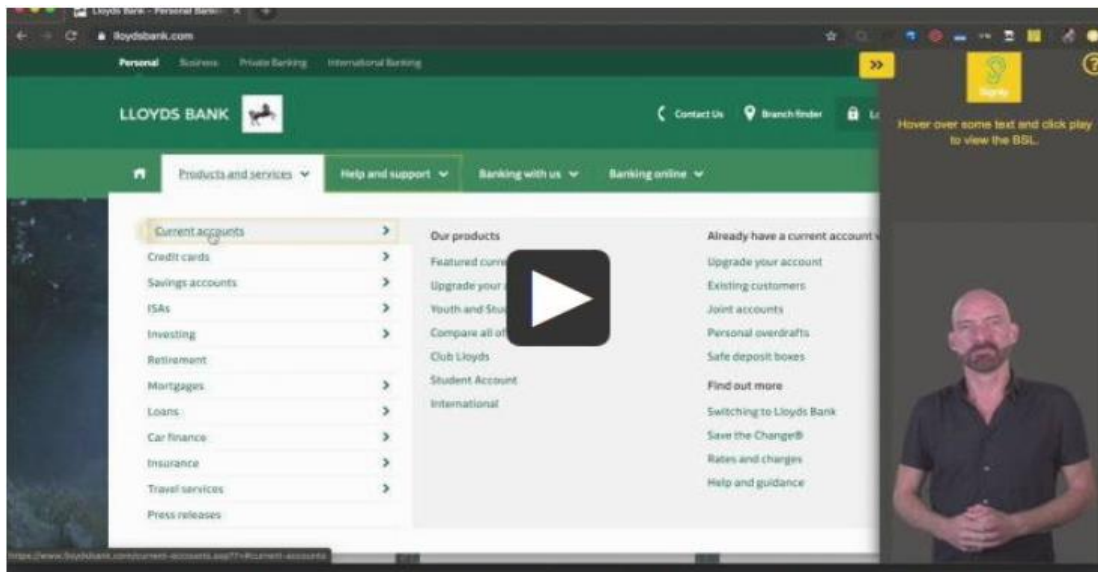 Lloyds Bank - Personal Banki
lloydsbank.com
Personal Business Private Banking International Banking
LLOYDS BANK
Contact Us Branch finder Lo
Products and services Help and support Banking with us Banking online
Current accounts
Credit cards
Savings accounts
ISAs
Investing
Retirement
Mortgages
Loans
Car finance
Insurance
Travel services
Press releases
Our products
Featured curre
Upgrade your a
Youth and Stu
Compare all of
Club Lloyds
Student Account
International
Already have a current account w
Upgrade your account
Existing customers
Joint accounts
Personal overdrafts
Safe deposit boxes
Find out more
Switching to Lloyds Bank
Save the Change®
Rates and charges
Help and guidance
Signly
Hover over some text and click play
to view the BSL.